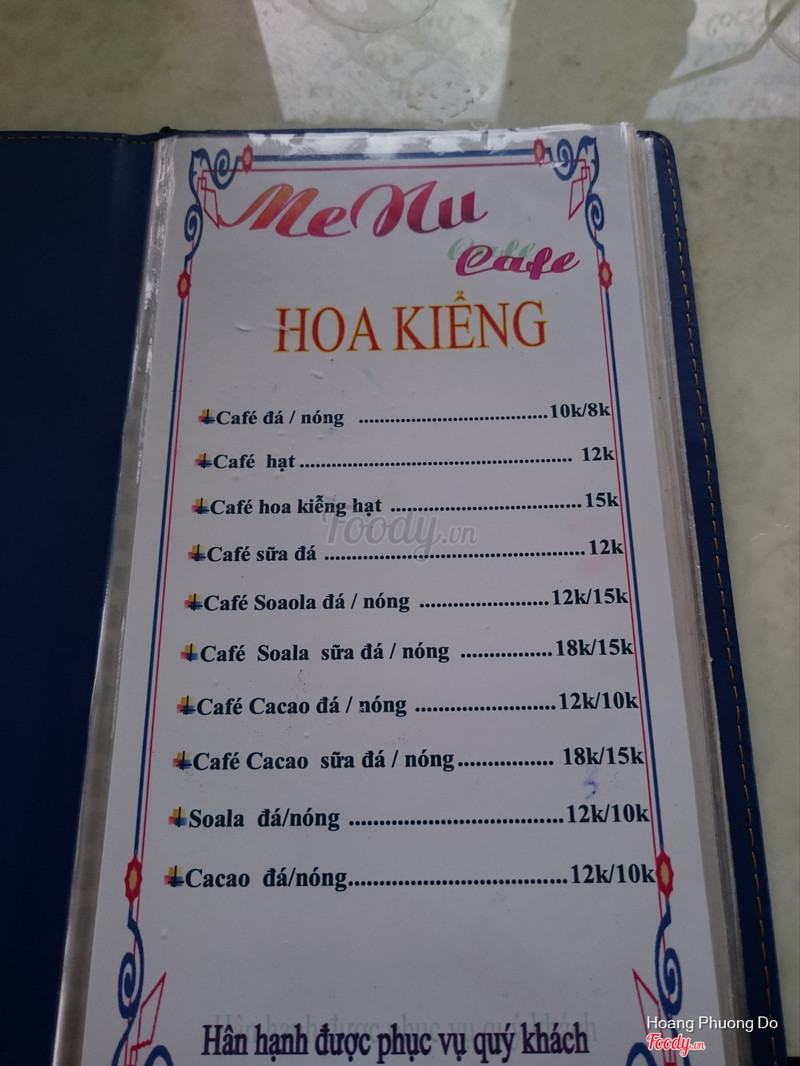 MeNu
Cafe
HOA KIỂNG
Café đá / nóng ....................................10k/8k
Café hạt .................................................... 12k
Café hoa kiễng hạt .....................................15k
Café sữa đá ..................................................12k
Café Soaola đá / nóng .........................12k/15k
Café Soala sữa đá / nóng ..................18k/15k
Café Cacao đá / nóng ...........................12k/10k
Café Cacao sữa đá / nóng.................. 18k/15k
Soala đá/nóng .........................................12k/10k
Cacao đá/nóng.........................................12k/10k
Hân hạnh được phục vụ quý khách
Foody.vn
Hoang Phuong Do
Foody.vn